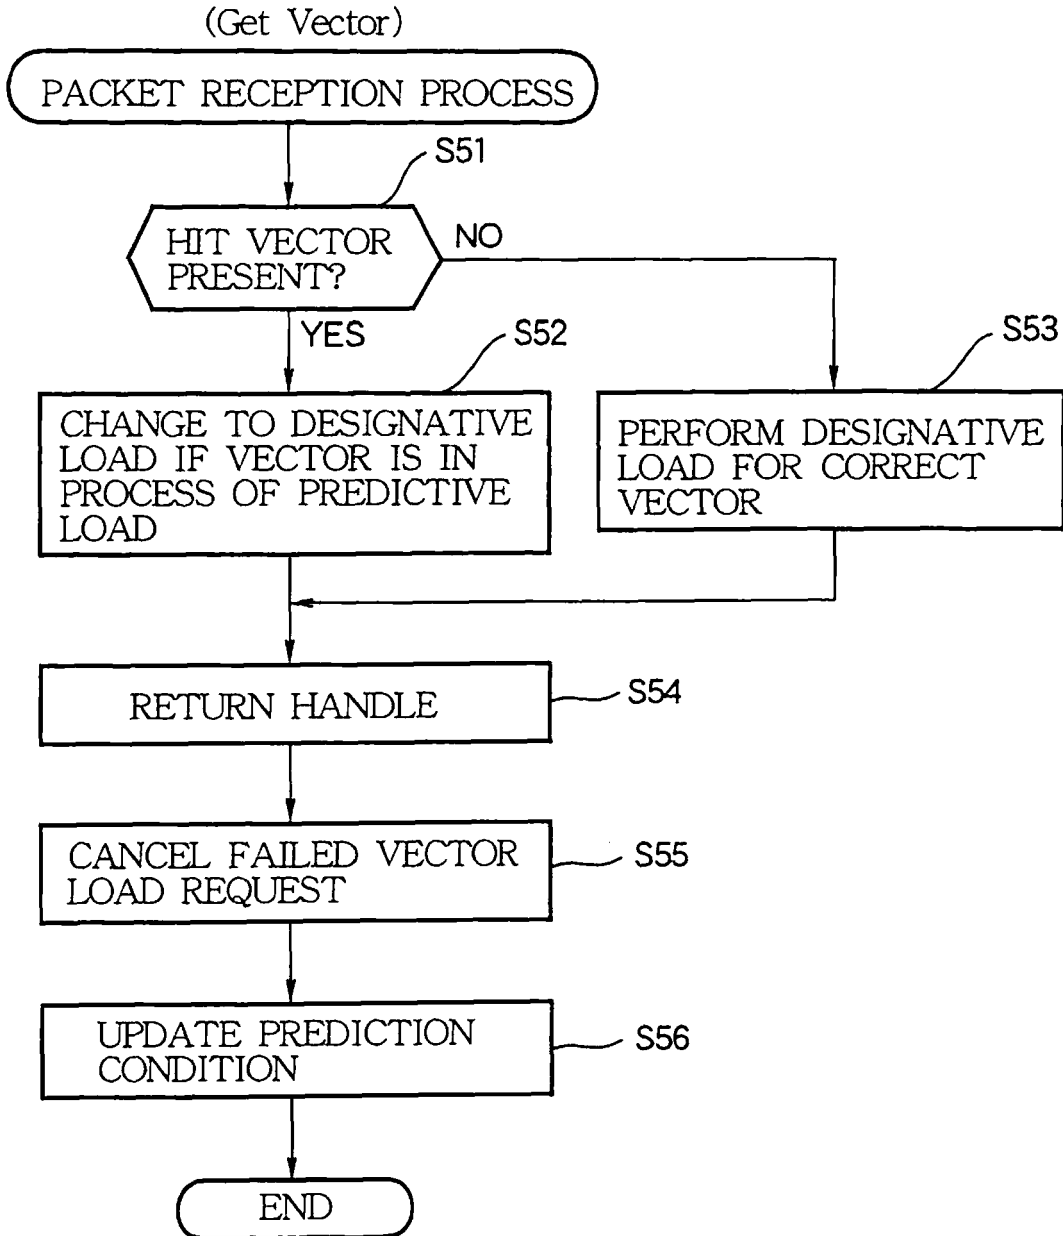 (Get Vector)
PACKET RECEPTION PROCESS
S51
HIT VECTOR
PRESENT?
NO
YES
S52
CHANGE TO DESIGNATIVE
LOAD IF VECTOR IS IN
PROCESS OF PREDICTIVE
LOAD
S53
PERFORM DESIGNATIVE
LOAD FOR CORRECT
VECTOR
RETURN HANDLE
S54
CANCEL FAILED VECTOR
LOAD REQUEST
S55
UPDATE PREDICTION
CONDITION
S56
END